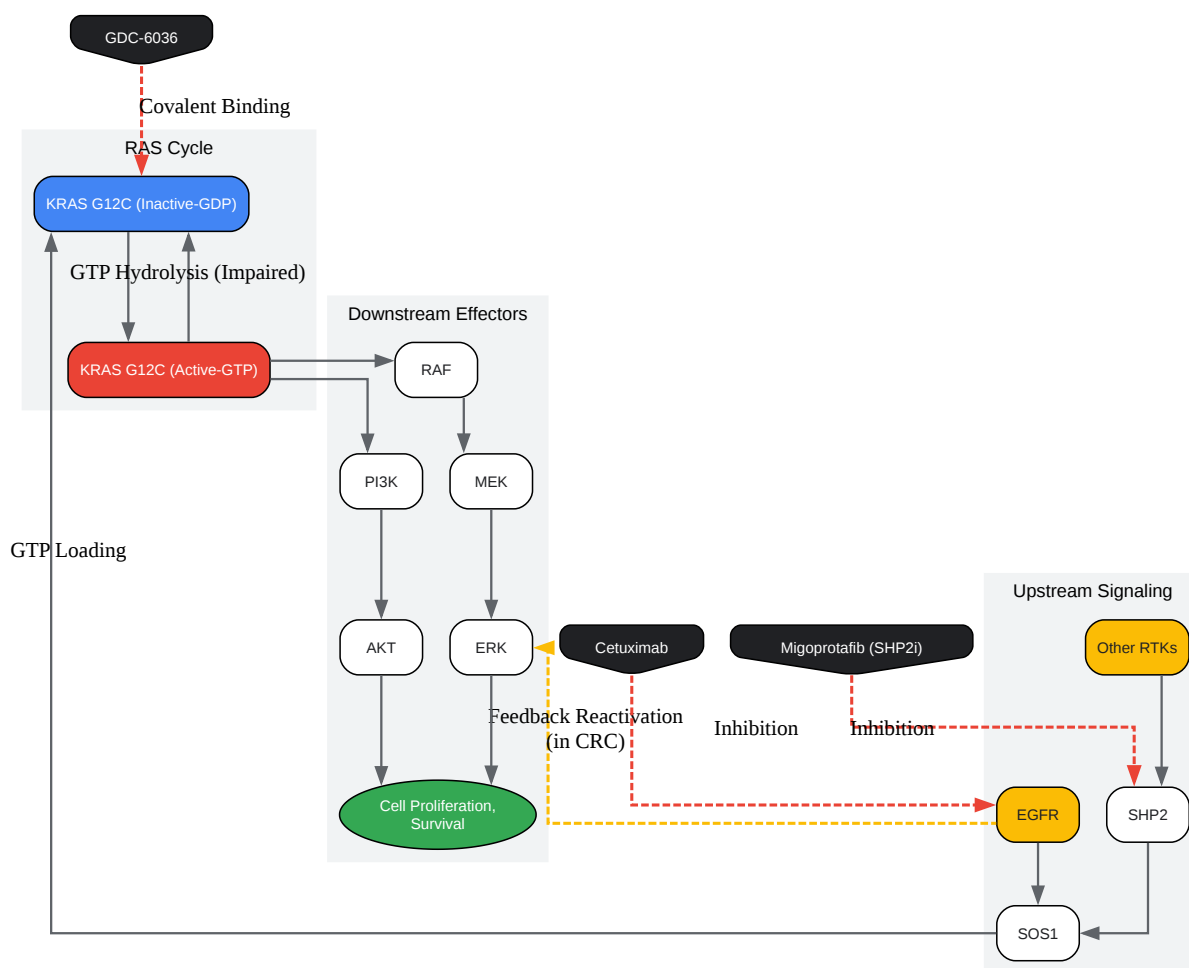 GDC-6036
Covalent Binding
RAS Cycle
KRAS G12C (Inactive-GDP)
GTP Hydrolysis (Impaired)
Downstream Effectors
KRAS G12C (Active-GTP)
RAF
PI3K
MEK
GTP Loading
Upstream Signaling
AKT
ERK
Cetuximab
Migoprotafib (SHP2i)
Other RTKs
Feedback Reactivation
(in CRC)
Inhibition
Inhibition
Cell Proliferation,
Survival
EGFR
SHP2
SOS1